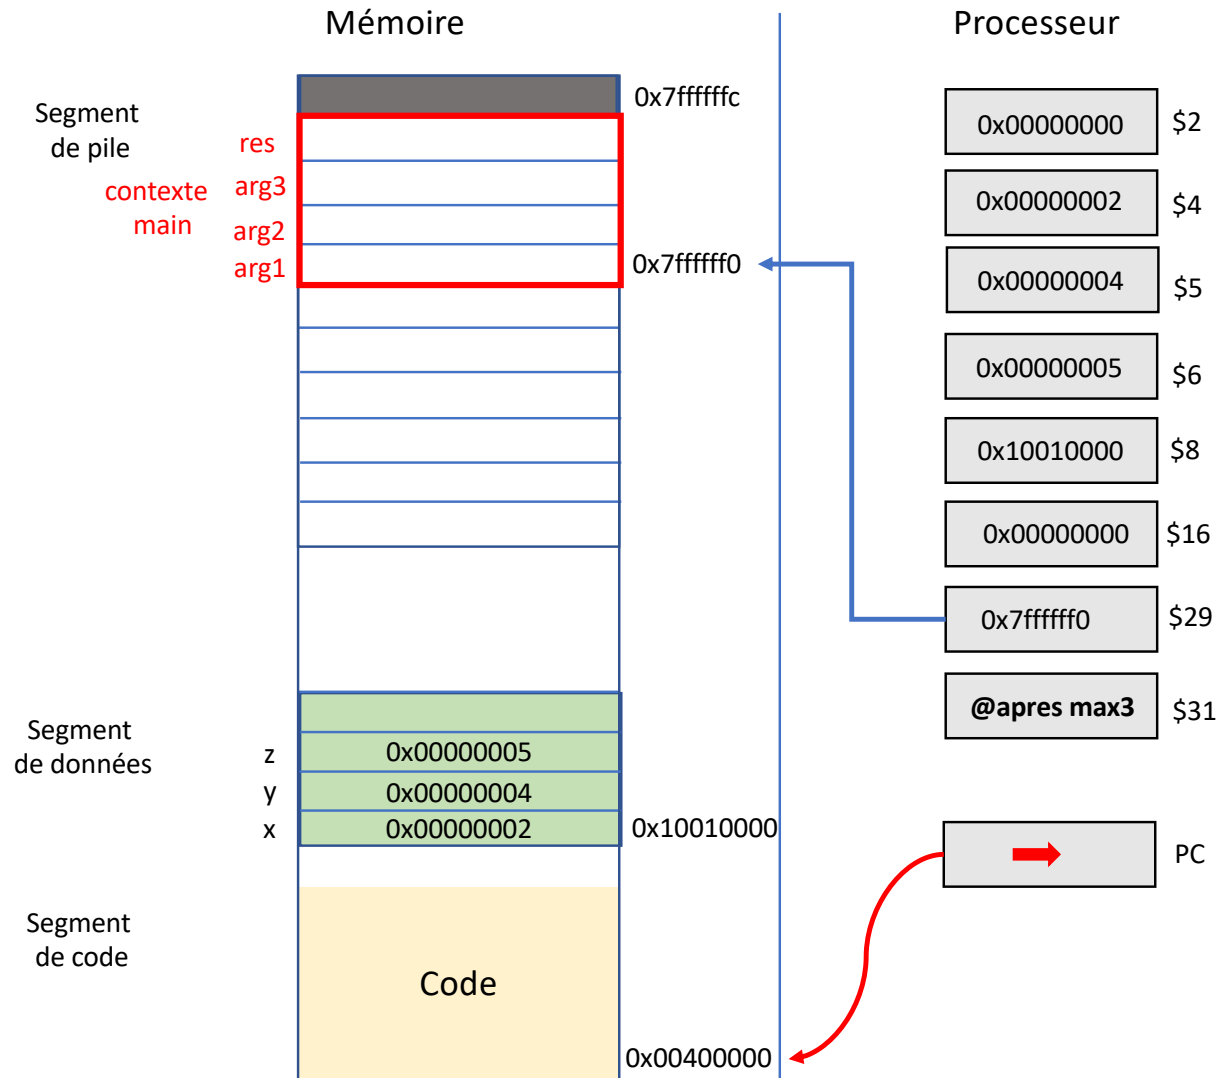 Mémoire
Processeur
Segment
de pile
0x7ffffffc
res
contexte
main
arg3
arg2
arg1
0x7ffffff0
0x00000000 $2
0x00000002 $4
0x00000004 $5
0x00000005 $6
0x10010000 $8
0x00000000 $16
0x7ffffff0 $29
@apres max3 $31
PC
Segment
de données
z 0x00000005
y 0x00000004
x 0x00000002 0x10010000
Segment
de code
Code
0x00400000